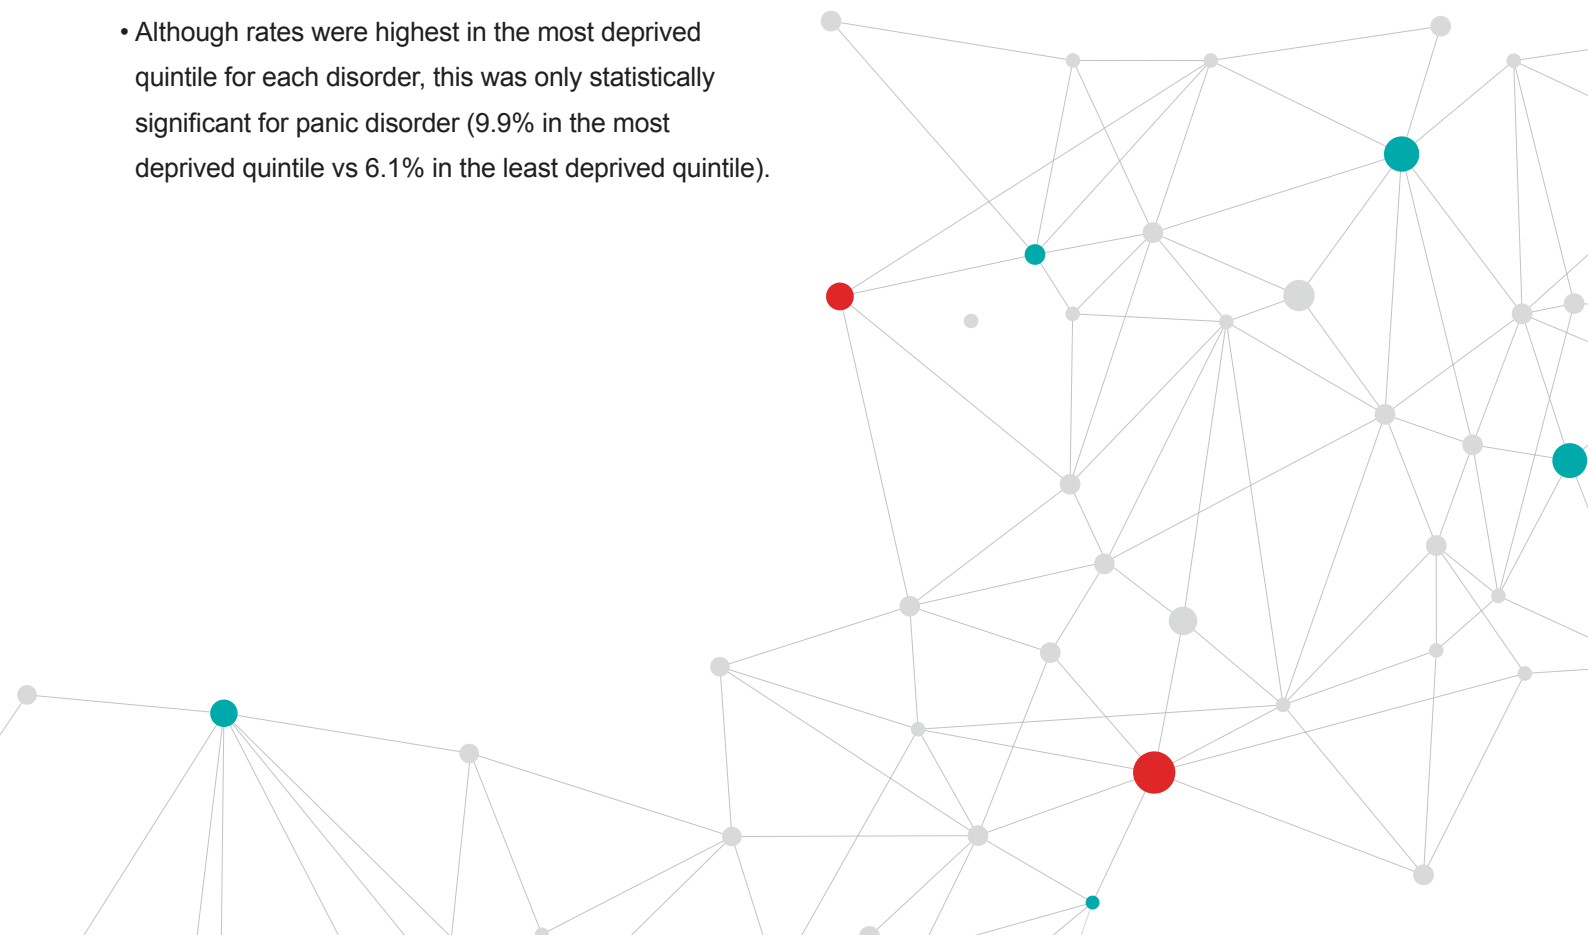 • Although rates were highest in the most deprived
quintile for each disorder, this was only statistically
significant for panic disorder (9.9% in the most
deprived quintile vs 6.1% in the least deprived quintile).